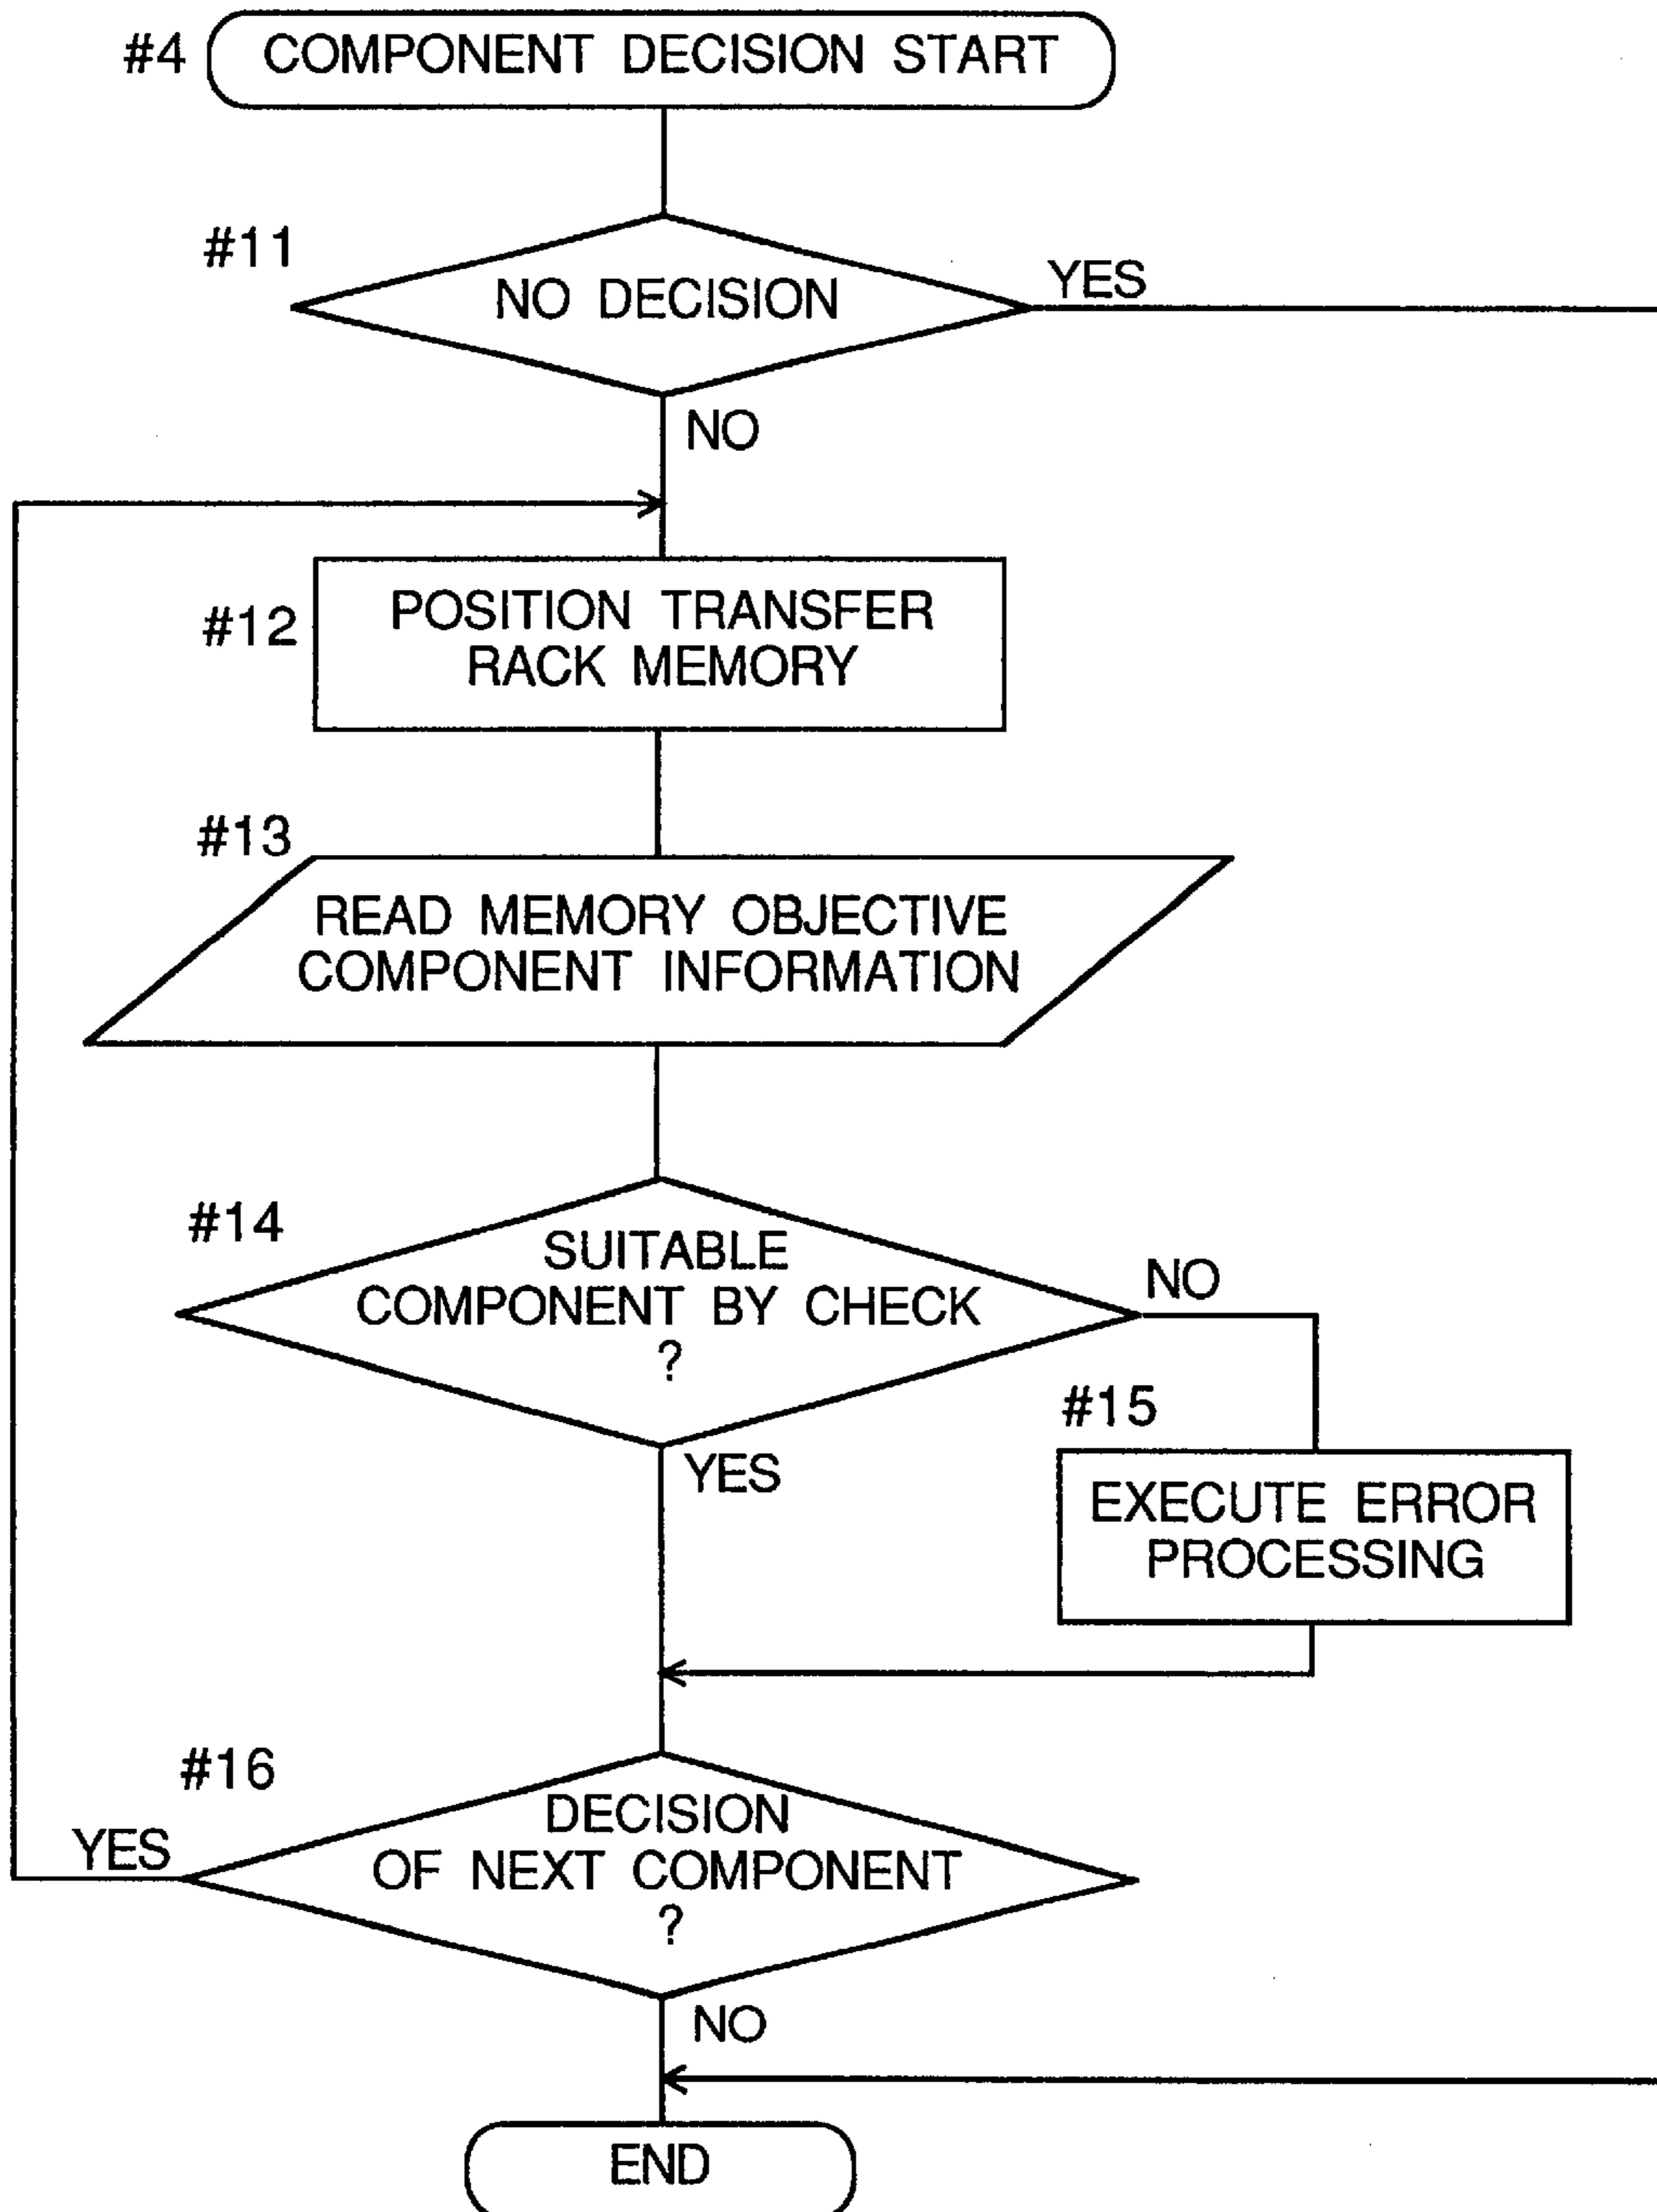 #4 COMPONENT DECISION START
#11
NO DECISION
YES
NO
#12
POSITION TRANSFER
RACK MEMORY
#13
READ MEMORY OBJECTIVE
COMPONENT INFORMATION
#14
SUITABLE
COMPONENT BY CHECK
?
NO
YES
#15
EXECUTE ERROR
PROCESSING
#16
DECISION
OF NEXT COMPONENT
?
YES
NO
END